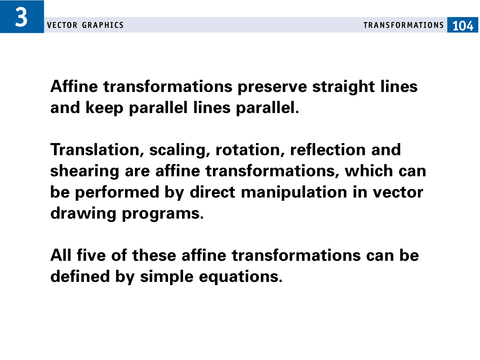 3
VECTOR GRAPHICS
TRANSFORMATIONS 104
Affine transformations preserve straight lines
and keep parallel lines parallel.
Translation, scaling, rotation, reflection and
shearing are affine transformations, which can
be performed by direct manipulation in vector
drawing programs.
All five of these affine transformations can be
defined by simple equations.